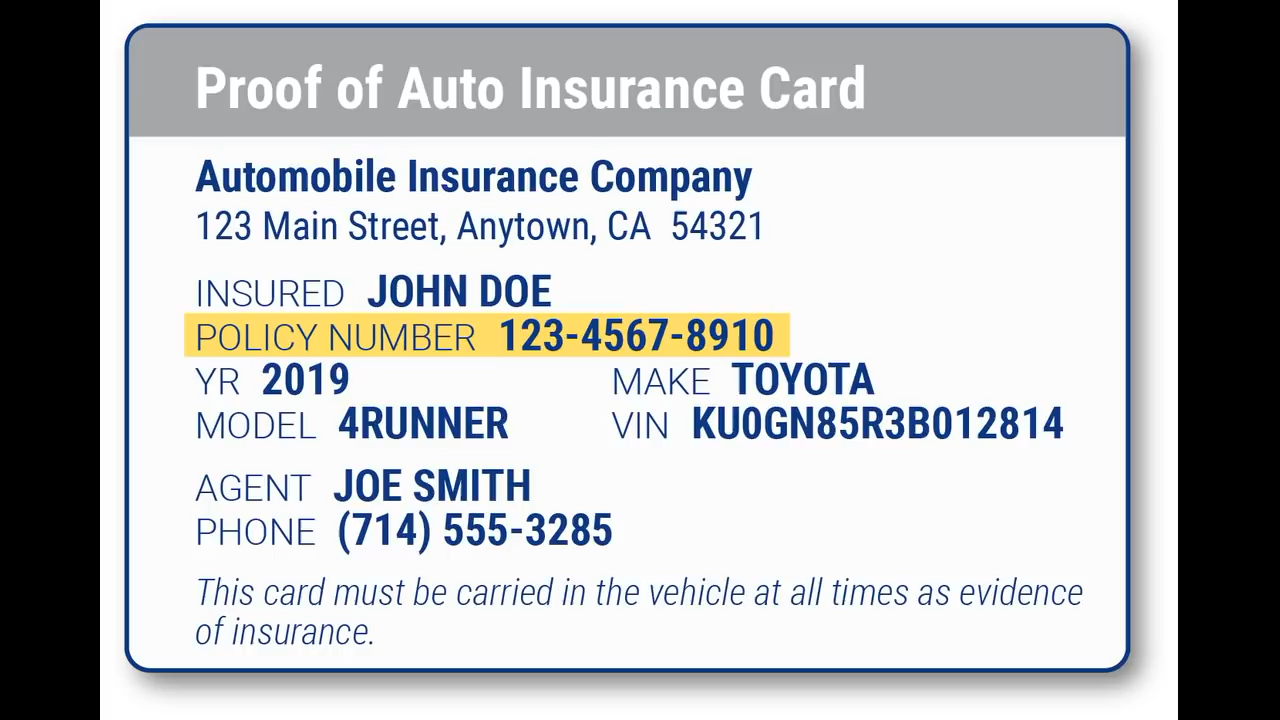 Proof of Auto Insurance Card
Automobile Insurance Company
123 Main Street, Anytown, CA 54321
INSURED JOHN DOE
POLICY NUMBER 123-4567-8910
YR 2019 MAKE TOYOTA
MODEL 4RUNNER VIN KU0GN85R3B012814
AGENT JOE SMITH
PHONE (714) 555-3285
This card must be carried in the vehicle at all times as evidence
of insurance.